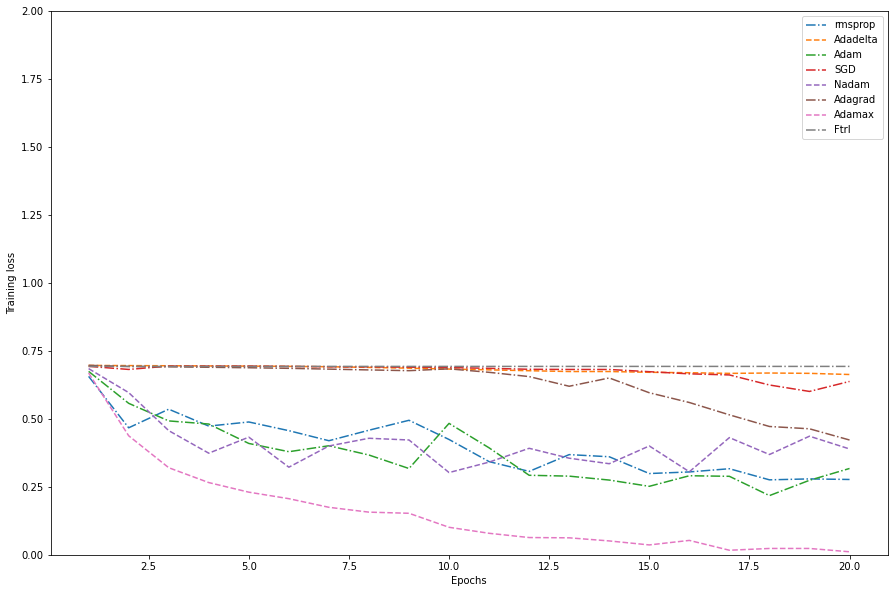 2.00
1.75
1.50
1.25
1.00
0.75
0.50
0.25
0.00
Training loss
2.5
5.0
7.5
10.0
12.5
15.0
17.5
20.0
Epochs
rmsprop
Adadelta
Adam
SGD
Nadam
Adagrad
Adamax
Ftrl